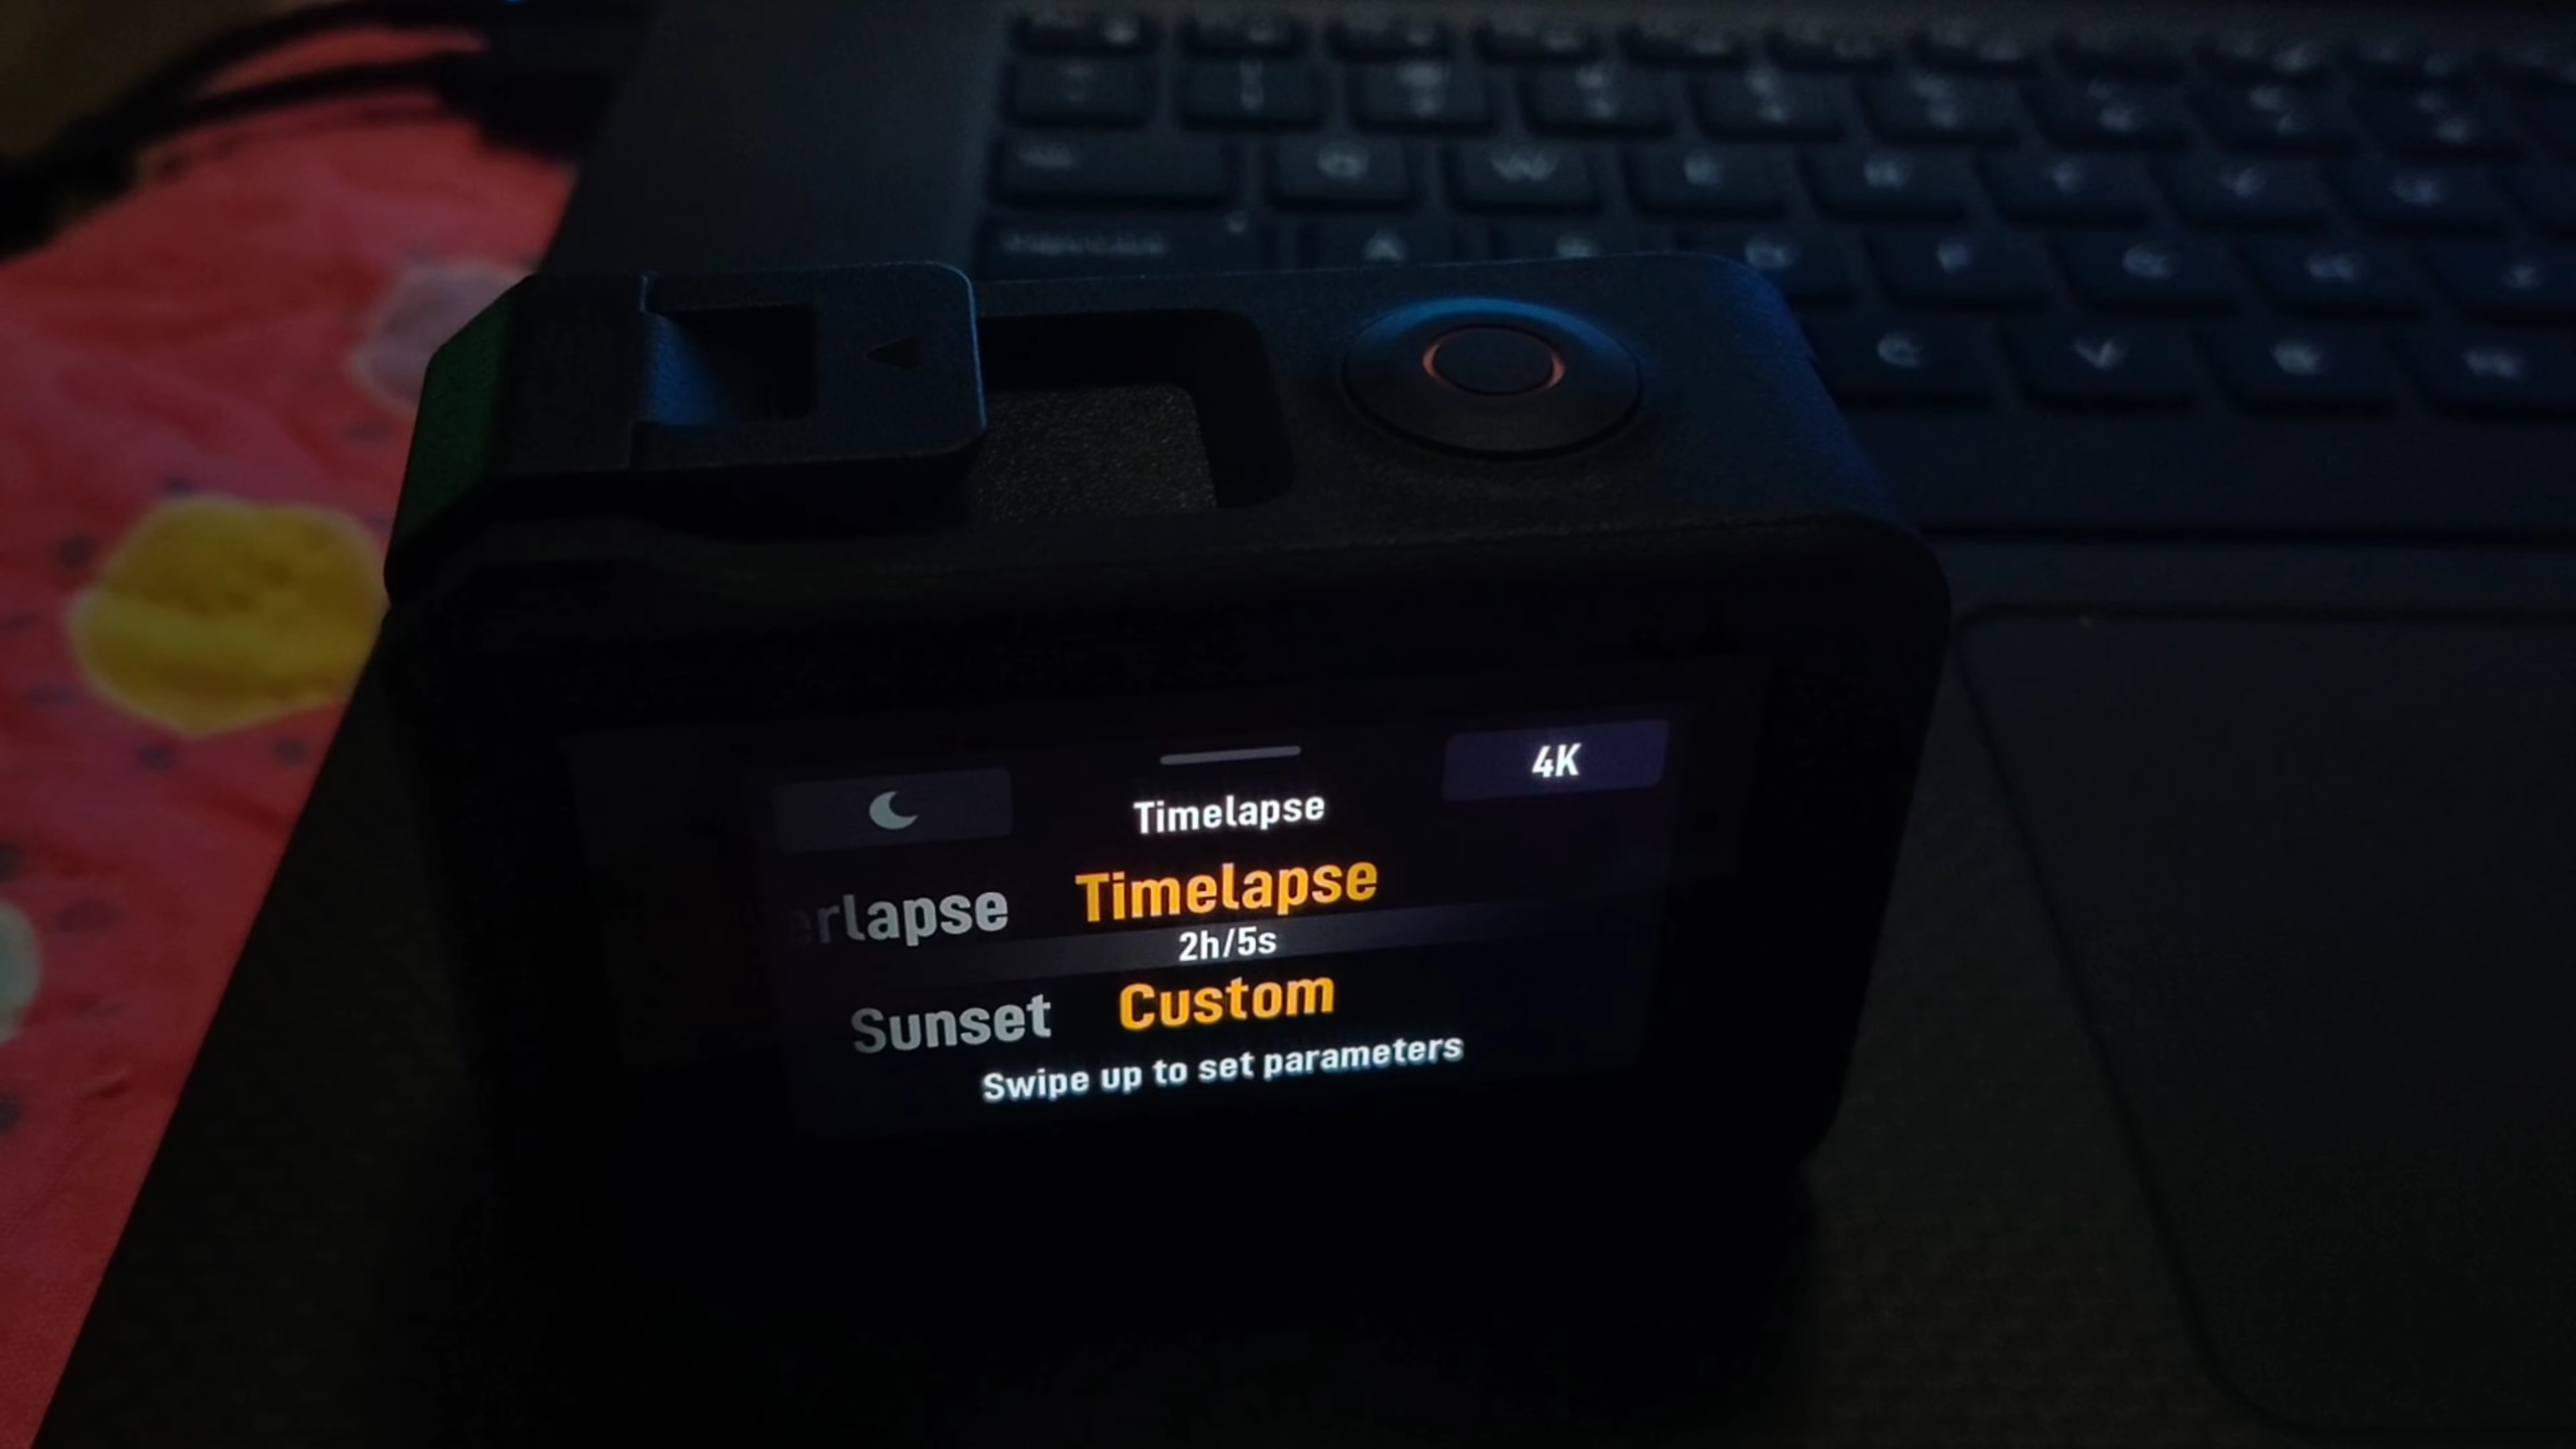 Q W E
A
C V
4K
Timelapse
erlapse Timelapse
2h/5s
Sunset Custom
Swipe up to set parameters